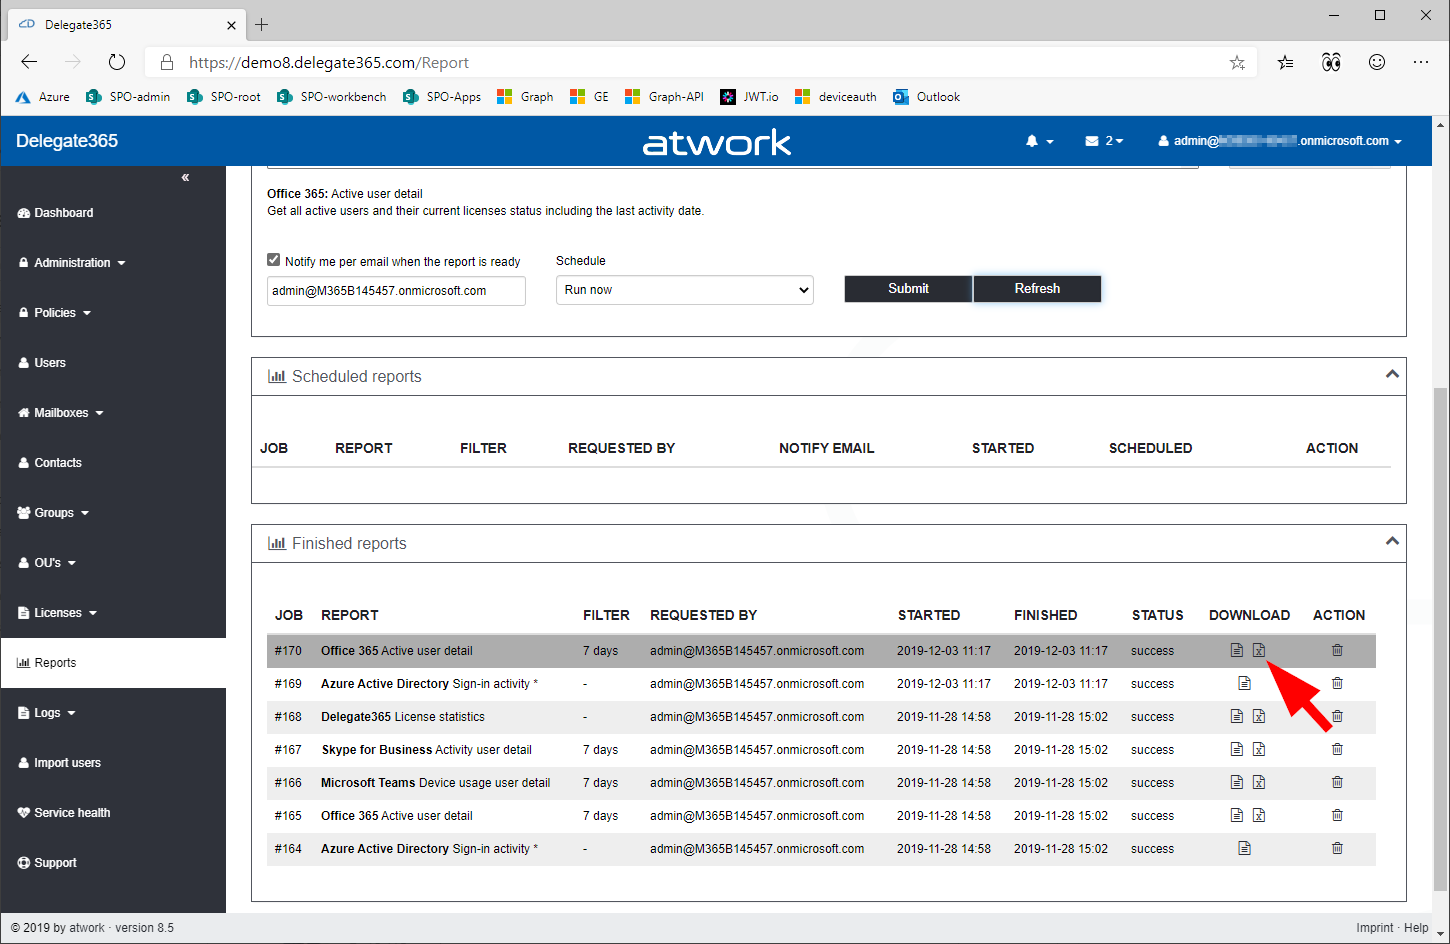 Delegate365
https://demo8.delegate365.com/Report
Azure SPO-admin SPO-root SPO-workbench SPO-Apps Graph GE Graph-API JWT.io deviceauth Outlook
Delegate365 atwork 2 admin@ .onmicrosoft.com
«
Dashboard
Administration
Policies
Users
Mailboxes
Contacts
Groups
OU's
Licenses
Reports
Logs
Import users
Service health
Support
Office 365: Active user detail
Get all active users and their current licenses status including the last activity date.
Notify me per email when the report is ready Schedule
admin@M365B145457.onmicrosoft.com Run now Submit Refresh
Scheduled reports
JOB REPORT FILTER REQUESTED BY NOTIFY EMAIL STARTED SCHEDULED ACTION
Finished reports
JOB REPORT FILTER REQUESTED BY STARTED FINISHED STATUS DOWNLOAD ACTION
#170 Office 365 Active user detail 7 days admin@M365B145457.onmicrosoft.com 2019-12-03 11:17 2019-12-03 11:17 success
#169 Azure Active Directory Sign-in activity * - admin@M365B145457.onmicrosoft.com 2019-12-03 11:17 2019-12-03 11:17 success
#168 Delegate365 License statistics - admin@M365B145457.onmicrosoft.com 2019-11-28 14:58 2019-11-28 15:02 success
#167 Skype for Business Activity user detail 7 days admin@M365B145457.onmicrosoft.com 2019-11-28 14:58 2019-11-28 15:02 success
#166 Microsoft Teams Device usage user detail 7 days admin@M365B145457.onmicrosoft.com 2019-11-28 14:58 2019-11-28 15:02 success
#165 Office 365 Active user detail 7 days admin@M365B145457.onmicrosoft.com 2019-11-28 14:58 2019-11-28 15:02 success
#164 Azure Active Directory Sign-in activity * - admin@M365B145457.onmicrosoft.com 2019-11-28 14:58 2019-11-28 15:02 success
© 2019 by atwork · version 8.5 Imprint · Help